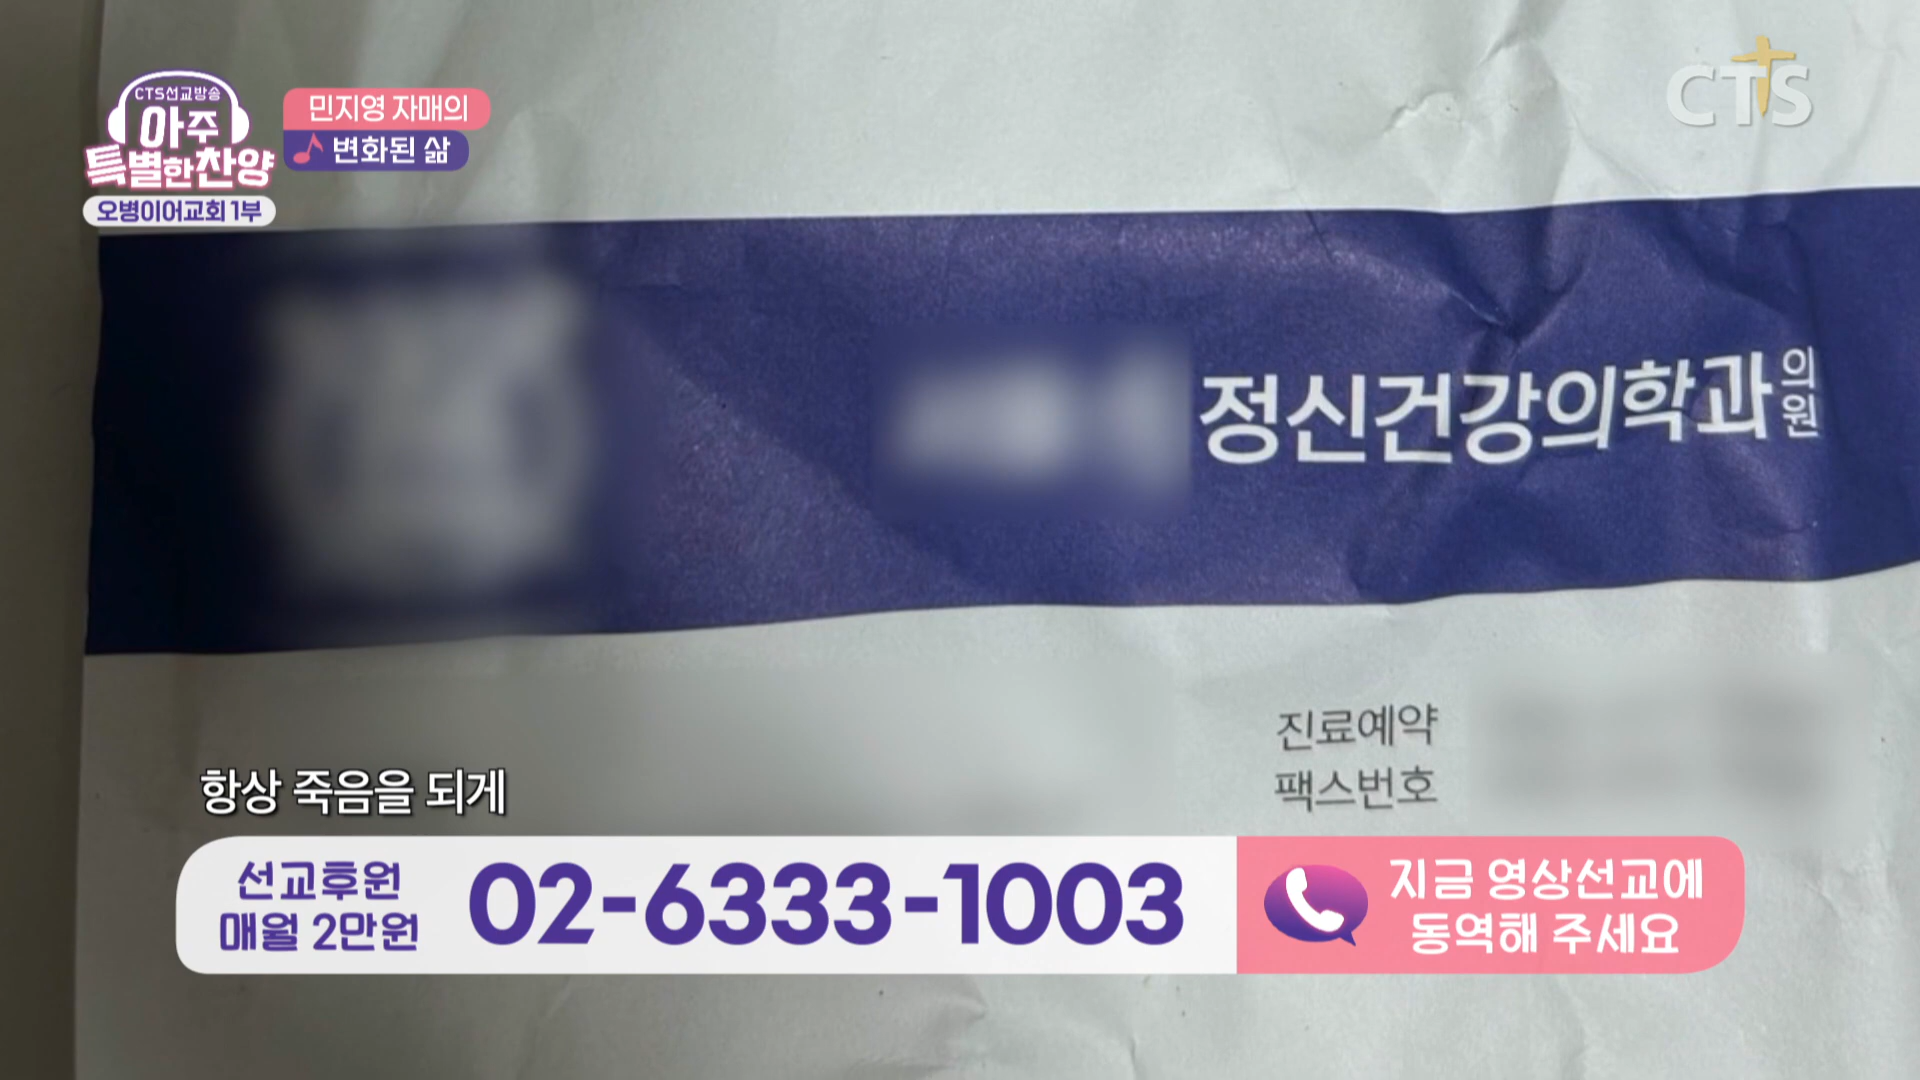 CTS선교방송
아주
특별한찬양
오병이어교회 1부
민지영 자매의
변화된 삶
CTS
정신건강의학과의원
진료예약
팩스번호
항상 죽음을 되게
선교후원
매월 2만원
02-6333-1003
지금 영상선교에
동역해 주세요